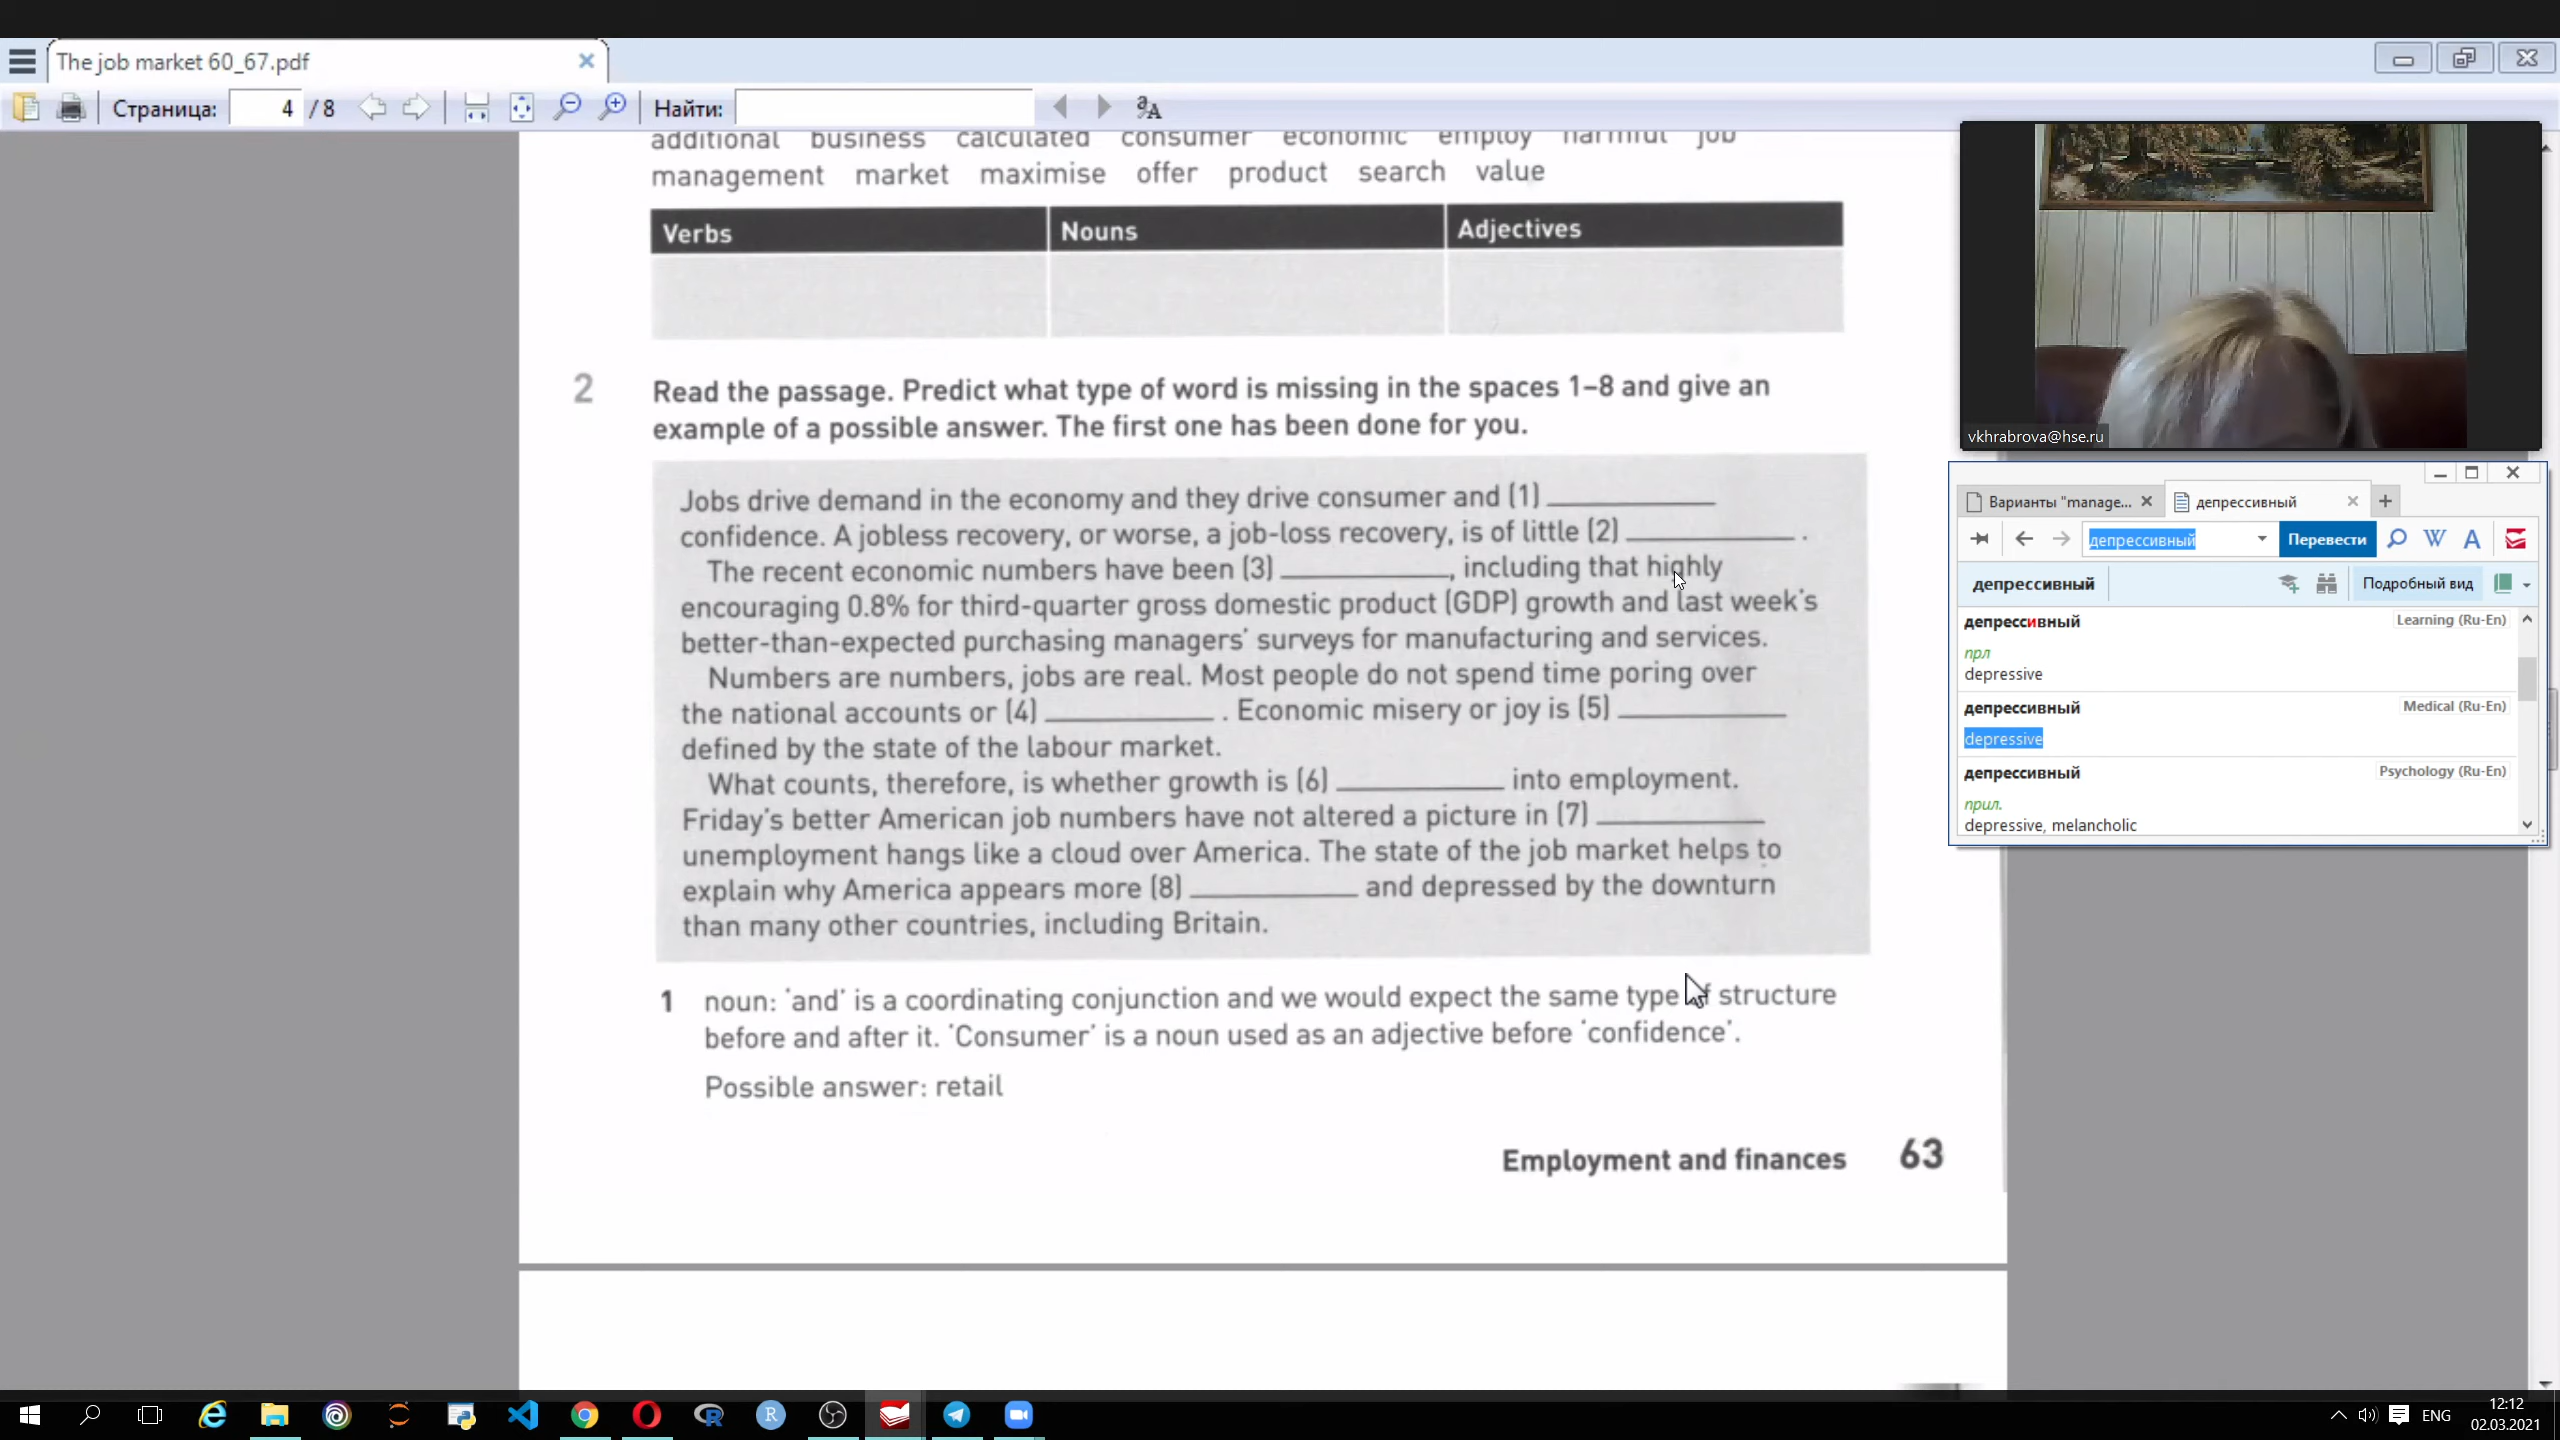 The job market 60_67.pdf
Страница: 4 / 8 Найти:
additional business calculated consumer economic employ harmful job
management market maximise offer product search value
Verbs Nouns Adjectives
2 Read the passage. Predict what type of word is missing in the spaces 1–8 and give an
example of a possible answer. The first one has been done for you.
Jobs drive demand in the economy and they drive consumer and (1) ____________
confidence. A jobless recovery, or worse, a job-loss recovery, is of little (2) ____________ .
The recent economic numbers have been (3) ____________, including that highly
encouraging 0.8% for third-quarter gross domestic product (GDP) growth and last week's
better-than-expected purchasing managers' surveys for manufacturing and services.
Numbers are numbers, jobs are real. Most people do not spend time poring over
the national accounts or (4) ____________ . Economic misery or joy is (5) ____________
defined by the state of the labour market.
What counts, therefore, is whether growth is (6) ____________ into employment.
Friday's better American job numbers have not altered a picture in (7) ____________
unemployment hangs like a cloud over America. The state of the job market helps to
explain why America appears more (8) ____________ and depressed by the downturn
than many other countries, including Britain.
1 noun: 'and' is a coordinating conjunction and we would expect the same type of structure
before and after it. 'Consumer' is a noun used as an adjective before 'confidence'.
Possible answer: retail
Employment and finances 63
vkhrabrova@hse.ru
Варианты "manage... депрессивный
депрессивный Перевести
депрессивный Подробный вид
депрессивный Learning (Ru-En)
прл
depressive
депрессивный Medical (Ru-En)
depressive
депрессивный Psychology (Ru-En)
прил.
depressive, melancholic
ENG
12:12
02.03.2021